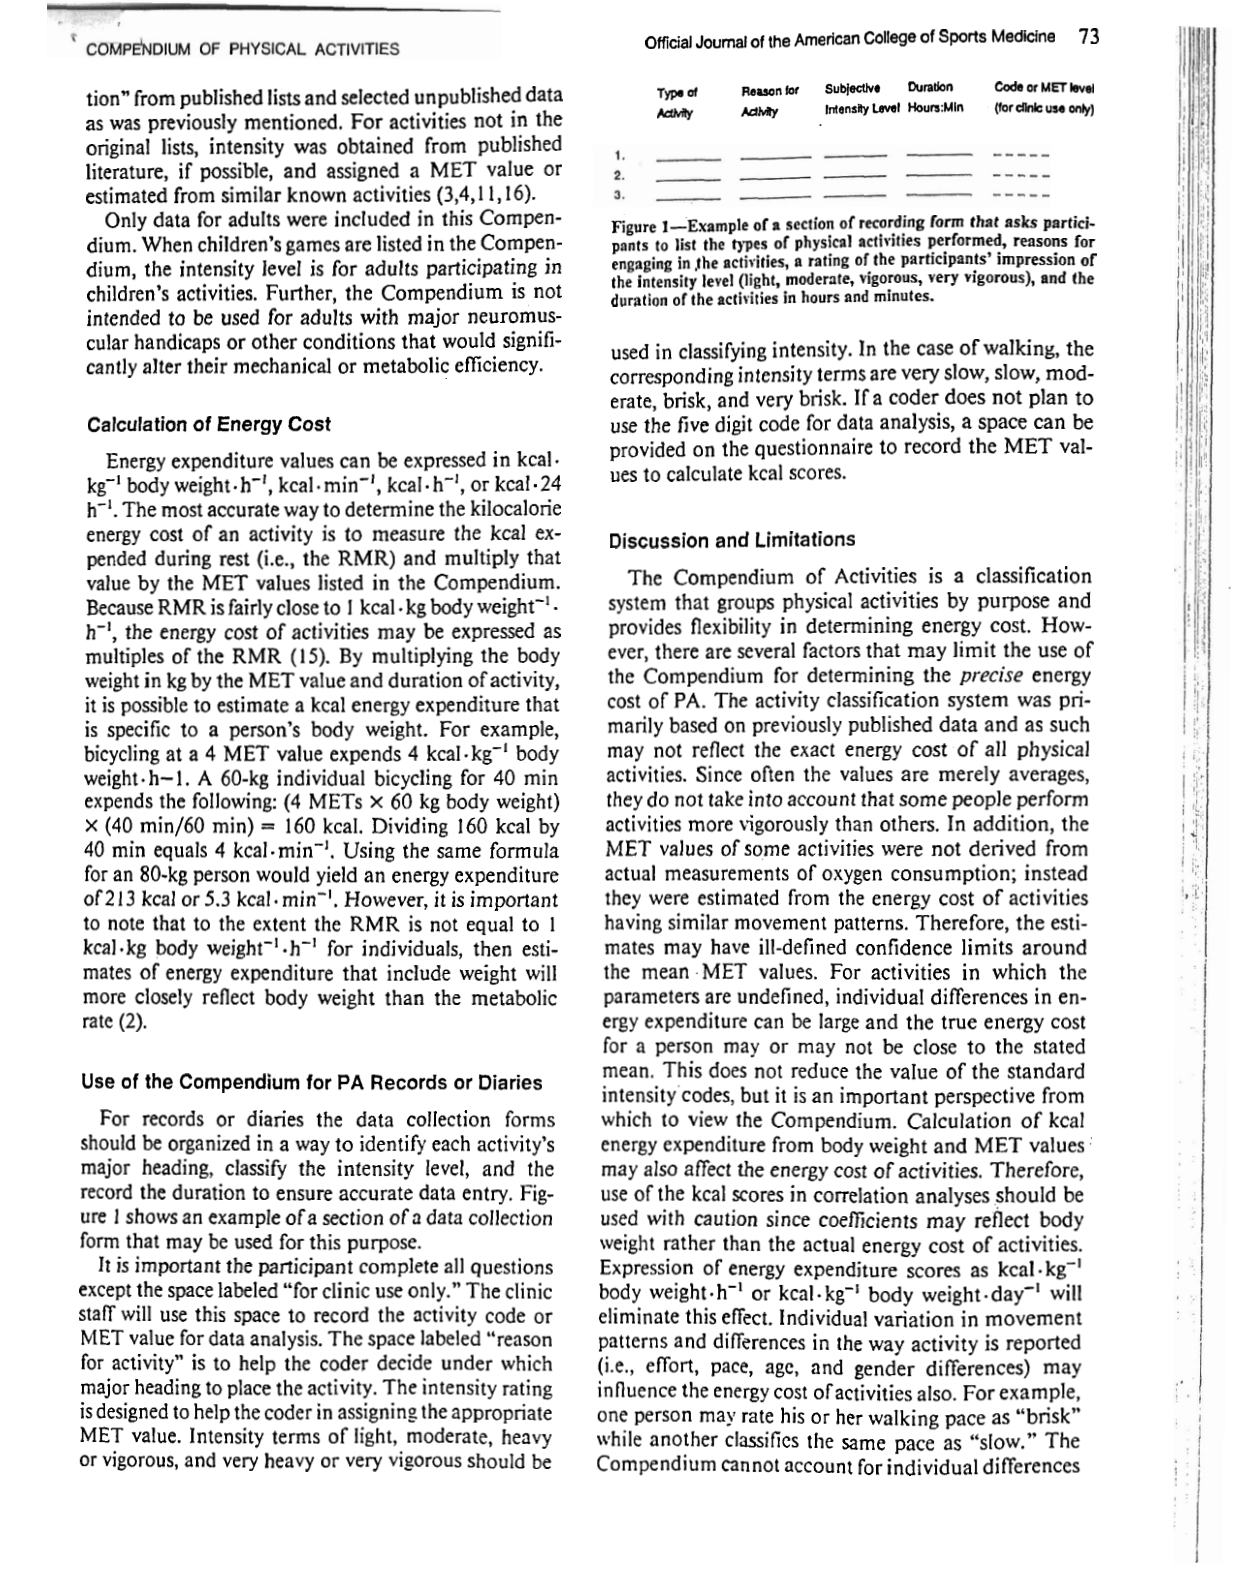 COMPENDIUM OF PHYSICAL ACTIVITIES
Official Journal of the American College of Sports Medicine 73
tion” from published lists and selected unpublished data
as was previously mentioned. For activities not in the
original lists, intensity was obtained from published
literature, if possible, and assigned a MET value or
estimated from similar known activities (3,4,11,16).
Only data for adults were included in this Compen-
dium. When children's games are listed in the Compen-
dium, the intensity level is for adults participating in
children's activities. Further, the Compendium is not
intended to be used for adults with major neuromus-
cular handicaps or other conditions that would signifi-
cantly alter their mechanical or metabolic efficiency.
Calculation of Energy Cost
Energy expenditure values can be expressed in kcal·
kg⁻¹ body weight·h⁻¹, kcal·min⁻¹, kcal·h⁻¹, or kcal·24
h⁻¹. The most accurate way to determine the kilocalorie
energy cost of an activity is to measure the kcal ex-
pended during rest (i.e., the RMR) and multiply that
value by the MET values listed in the Compendium.
Because RMR is fairly close to 1 kcal·kg body weight⁻¹·
h⁻¹, the energy cost of activities may be expressed as
multiples of the RMR (15). By multiplying the body
weight in kg by the MET value and duration of activity,
it is possible to estimate a kcal energy expenditure that
is specific to a person's body weight. For example,
bicycling at a 4 MET value expends 4 kcal·kg⁻¹ body
weight·h−1. A 60-kg individual bicycling for 40 min
expends the following: (4 METs × 60 kg body weight)
× (40 min/60 min) = 160 kcal. Dividing 160 kcal by
40 min equals 4 kcal·min⁻¹. Using the same formula
for an 80-kg person would yield an energy expenditure
of 213 kcal or 5.3 kcal·min⁻¹. However, it is important
to note that to the extent the RMR is not equal to 1
kcal·kg body weight⁻¹·h⁻¹ for individuals, then esti-
mates of energy expenditure that include weight will
more closely reflect body weight than the metabolic
rate (2).
Use of the Compendium for PA Records or Diaries
For records or diaries the data collection forms
should be organized in a way to identify each activity's
major heading, classify the intensity level, and the
record the duration to ensure accurate data entry. Fig-
ure 1 shows an example of a section of a data collection
form that may be used for this purpose.
It is important the participant complete all questions
except the space labeled “for clinic use only.” The clinic
staff will use this space to record the activity code or
MET value for data analysis. The space labeled “reason
for activity” is to help the coder decide under which
major heading to place the activity. The intensity rating
is designed to help the coder in assigning the appropriate
MET value. Intensity terms of light, moderate, heavy
or vigorous, and very heavy or very vigorous should be
Type of Reason for Subjective Duration Code or MET level
Activity Activity Intensity Level Hours:Min (for clinic use only)
1.
2.
3.
Figure 1—Example of a section of recording form that asks partici-
pants to list the types of physical activities performed, reasons for
engaging in the activities, a rating of the participants' impression of
the intensity level (light, moderate, vigorous, very vigorous), and the
duration of the activities in hours and minutes.
used in classifying intensity. In the case of walking, the
corresponding intensity terms are very slow, slow, mod-
erate, brisk, and very brisk. If a coder does not plan to
use the five digit code for data analysis, a space can be
provided on the questionnaire to record the MET val-
ues to calculate kcal scores.
Discussion and Limitations
The Compendium of Activities is a classification
system that groups physical activities by purpose and
provides flexibility in determining energy cost. How-
ever, there are several factors that may limit the use of
the Compendium for determining the precise energy
cost of PA. The activity classification system was pri-
marily based on previously published data and as such
may not reflect the exact energy cost of all physical
activities. Since often the values are merely averages,
they do not take into account that some people perform
activities more vigorously than others. In addition, the
MET values of some activities were not derived from
actual measurements of oxygen consumption; instead
they were estimated from the energy cost of activities
having similar movement patterns. Therefore, the esti-
mates may have ill-defined confidence limits around
the mean MET values. For activities in which the
parameters are undefined, individual differences in en-
ergy expenditure can be large and the true energy cost
for a person may or may not be close to the stated
mean. This does not reduce the value of the standard
intensity codes, but it is an important perspective from
which to view the Compendium. Calculation of kcal
energy expenditure from body weight and MET values
may also affect the energy cost of activities. Therefore,
use of the kcal scores in correlation analyses should be
used with caution since coefficients may reflect body
weight rather than the actual energy cost of activities.
Expression of energy expenditure scores as kcal·kg⁻¹
body weight·h⁻¹ or kcal·kg⁻¹ body weight·day⁻¹ will
eliminate this effect. Individual variation in movement
patterns and differences in the way activity is reported
(i.e., effort, pace, age, and gender differences) may
influence the energy cost of activities also. For example,
one person may rate his or her walking pace as “brisk”
while another classifies the same pace as “slow.” The
Compendium cannot account for individual differences